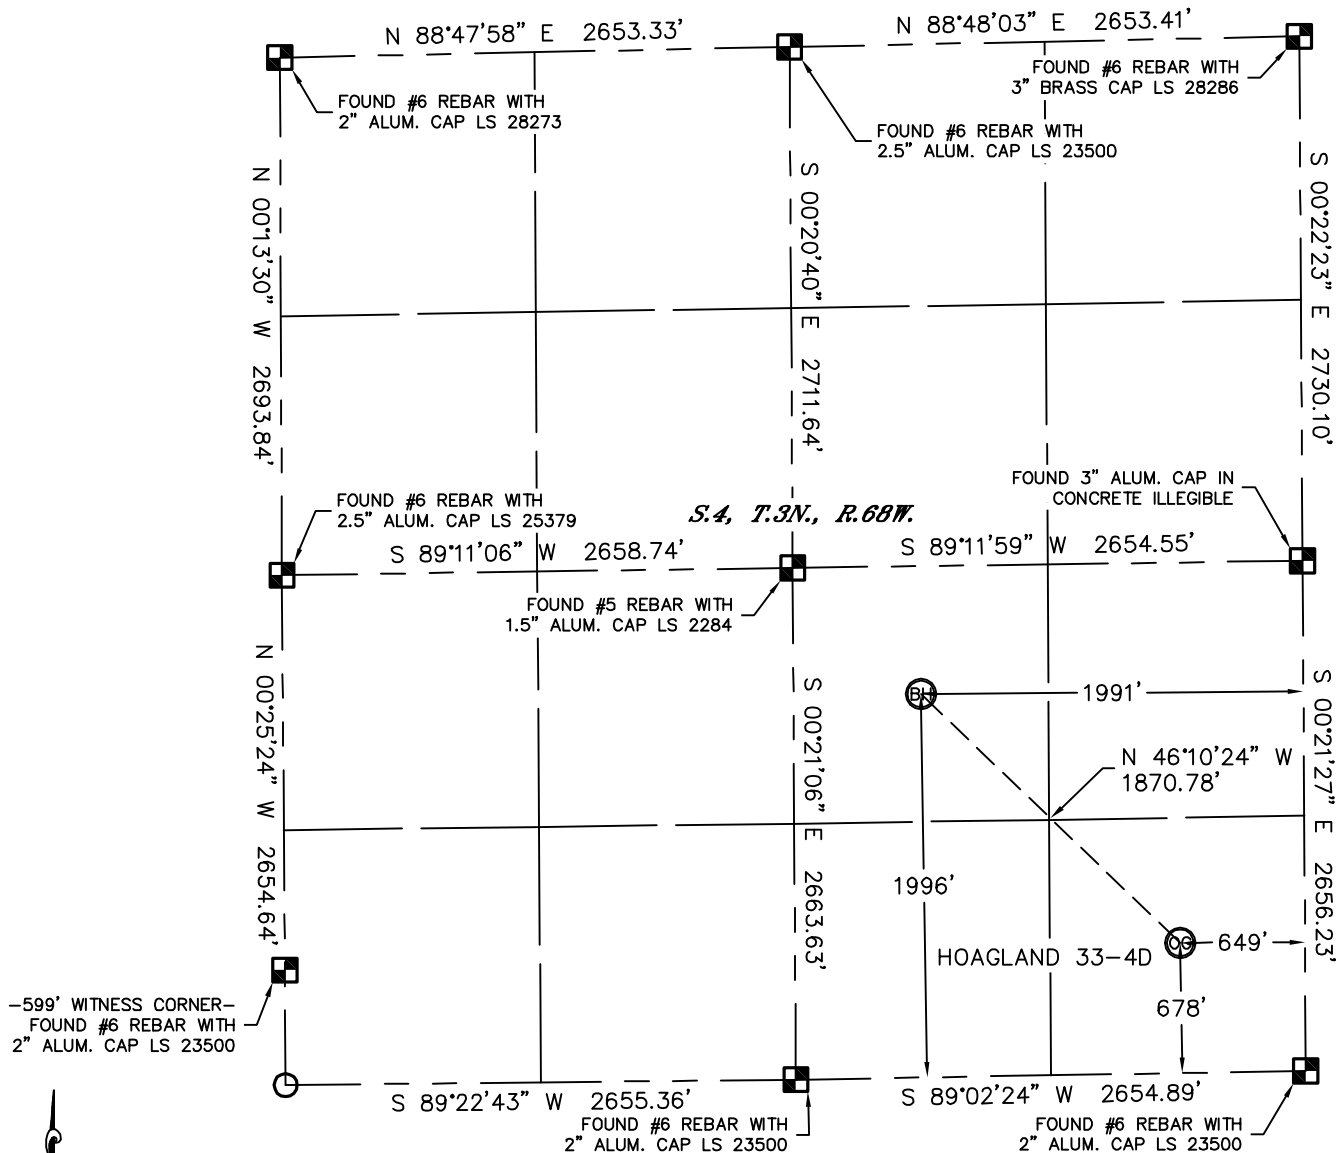 N 88°47'58" E 2653.33'
N 88°48'03" E 2653.41'
FOUND #6 REBAR WITH
2" ALUM. CAP LS 28273
FOUND #6 REBAR WITH
3" BRASS CAP LS 28286
FOUND #6 REBAR WITH
2.5" ALUM. CAP LS 23500
N 00°13'30" W 2693.84'
S 00°20'40" E 2711.64'
S 00°22'23" E 2730.10'
FOUND #6 REBAR WITH
2.5" ALUM. CAP LS 25379
S.4, T.3N., R.68W.
FOUND 3" ALUM. CAP IN
CONCRETE ILLEGIBLE
S 89°11'06" W 2658.74'
S 89°11'59" W 2654.55'
FOUND #5 REBAR WITH
1.5" ALUM. CAP LS 2284
N 00°25'24" W 2654.64'
S 00°21'06" E 2663.63'
S 00°21'27" E 2656.23'
BH
1991'
N 46°10'24" W
1870.78'
1996'
HOAGLAND 33-4D
OG
649'
678'
-599' WITNESS CORNER-
FOUND #6 REBAR WITH
2" ALUM. CAP LS 23500
S 89°22'43" W 2655.36'
S 89°02'24" W 2654.89'
FOUND #6 REBAR WITH
2" ALUM. CAP LS 23500
FOUND #6 REBAR WITH
2" ALUM. CAP LS 23500